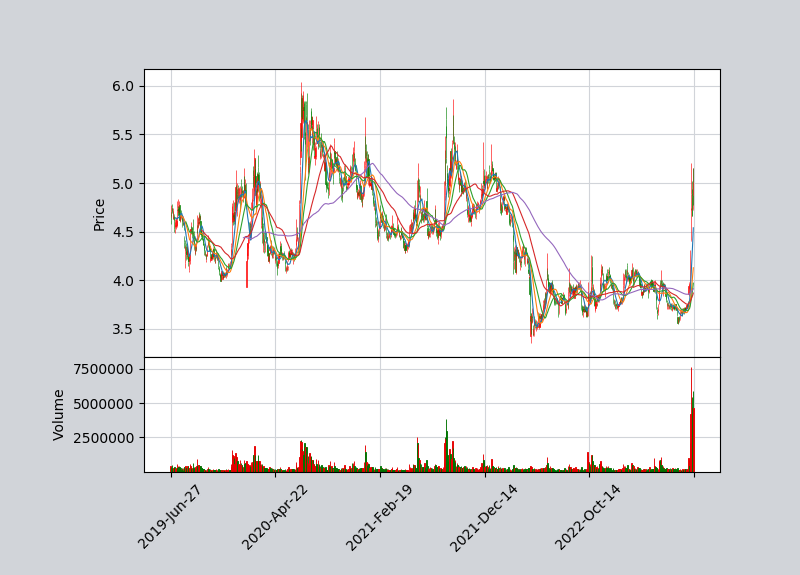 Price
6.0
5.5
5.0
4.5
4.0
3.5
Volume
7500000
5000000
2500000
2019-Jun-27
2020-Apr-22
2021-Feb-19
2021-Dec-14
2022-Oct-14